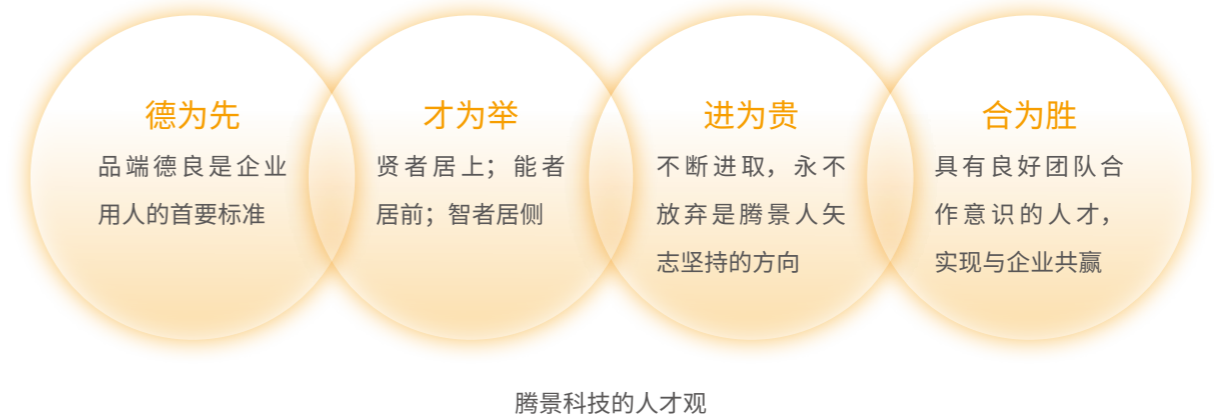 德为先
品端德良是企业
用人的首要标准
才为举
贤者居上；能者
居前；智者居侧
进为贵
不断进取，永不
放弃是腾景人矢
志坚持的方向
合为胜
具有良好团队合
作意识的人才，
实现与企业共赢
腾景科技的人才观